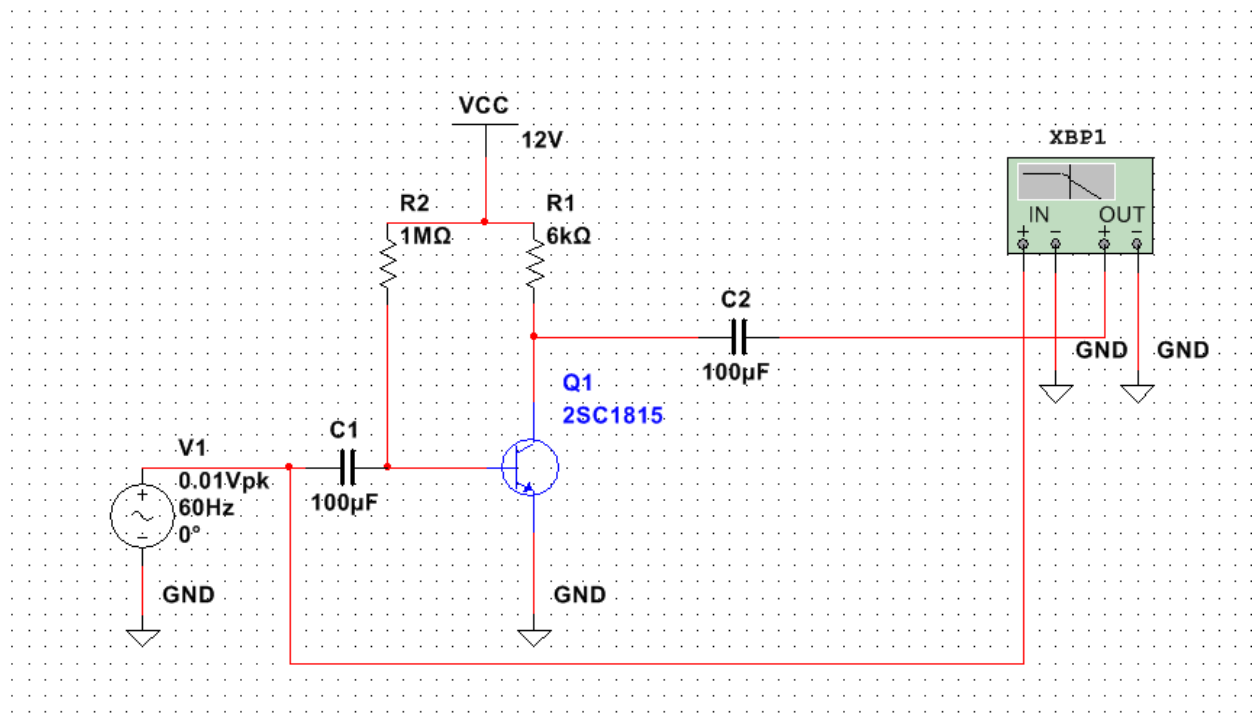 VCC
12V
XBP1
R2
1MΩ
R1
6kΩ
IN
OUT
+
−
+
−
C2
100µF
GND
GND
Q1
2SC1815
C1
100µF
V1
0.01Vpk
60Hz
0°
GND
GND